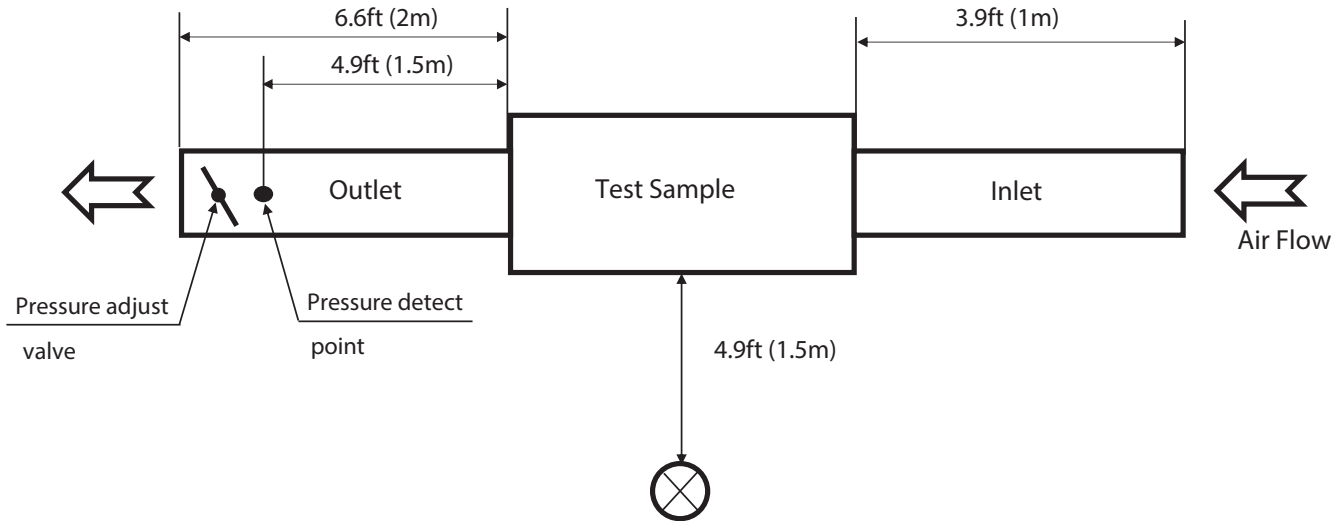 6.6ft (2m)
3.9ft (1m)
4.9ft (1.5m)
Outlet
Test Sample
Inlet
Air Flow
Pressure adjust
valve
Pressure detect
point
4.9ft (1.5m)